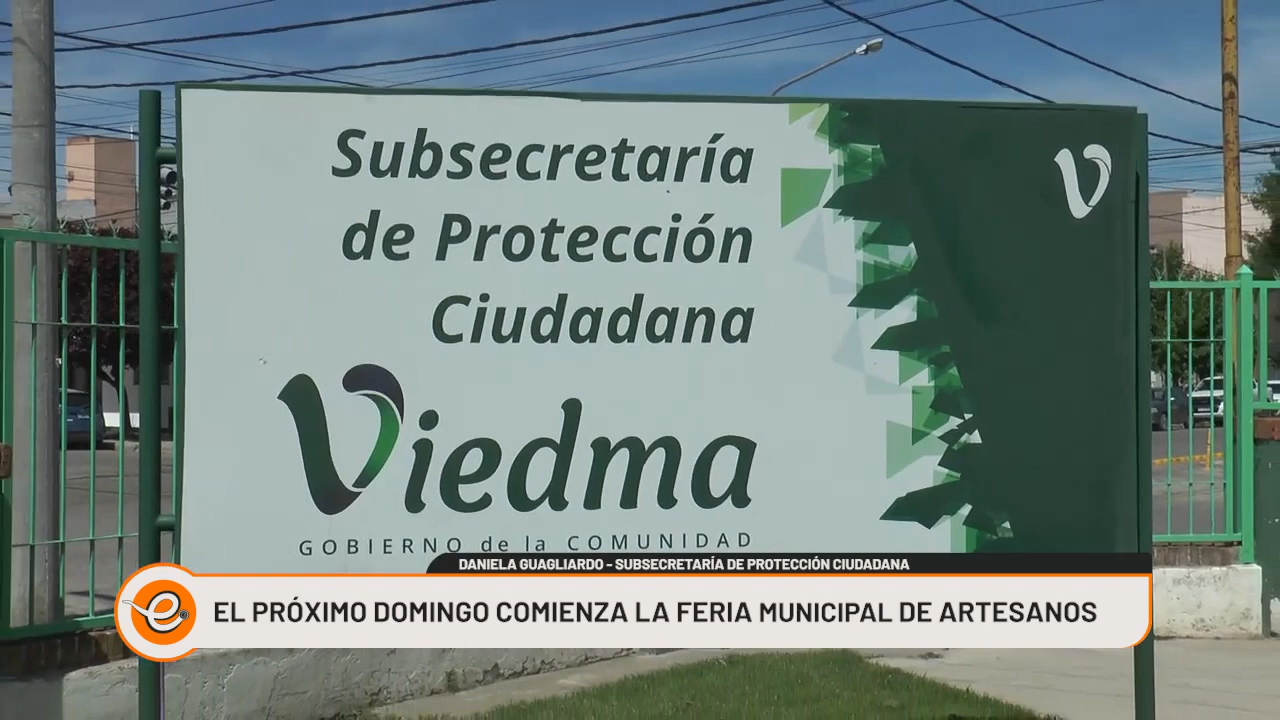 Subsecretaría
de Protección
Ciudadana
Viedma
GOBIERNO de la COMUNIDAD
DANIELA GUAGLIARDO - SUBSECRETARÍA DE PROTECCIÓN CIUDADANA
EL PRÓXIMO DOMINGO COMIENZA LA FERIA MUNICIPAL DE ARTESANOS